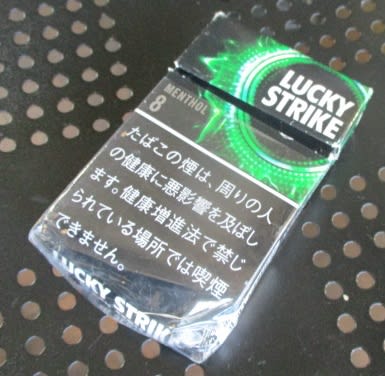 LUCKY
STRIKE
MENTHOL
8
たばこの煙は、周りの人
の健康に悪影響を及ぼし
ます。健康増進法で禁じ
られている場所では喫煙
できません。
LUCKY STRIKE